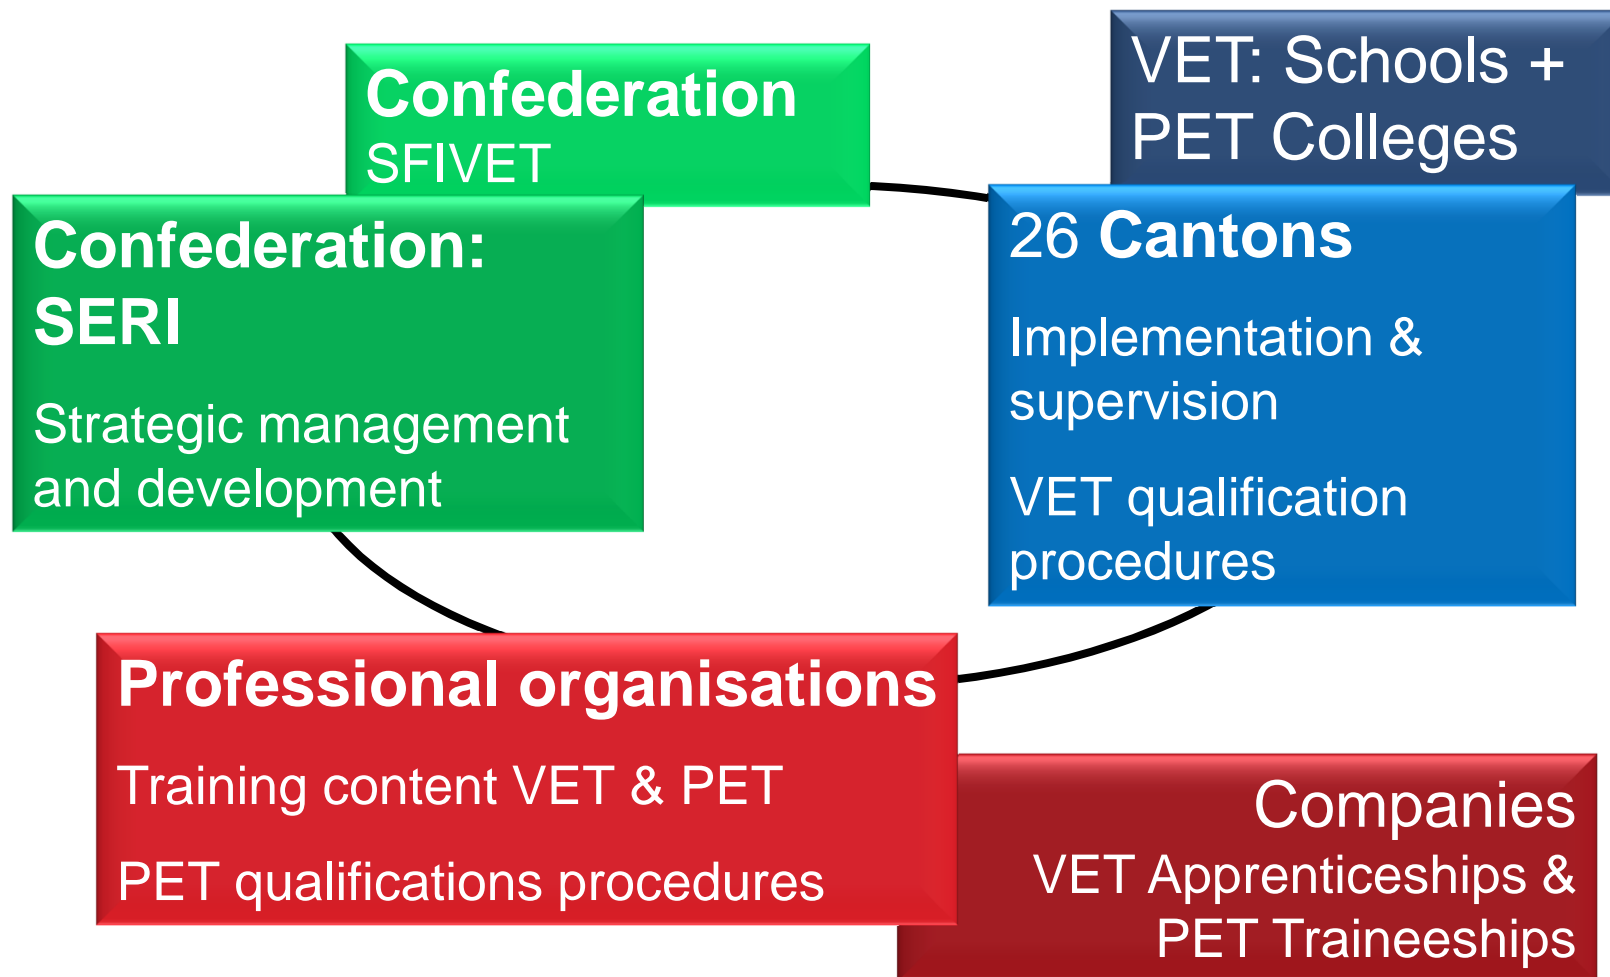 Confederation
SFIVET
VET: Schools +
PET Colleges
Confederation:
SERI
Strategic management
and development
26 Cantons
Implementation &
supervision
VET qualification
procedures
Professional organisations
Training content VET & PET
PET qualifications procedures
Companies
VET Apprenticeships &
PET Traineeships